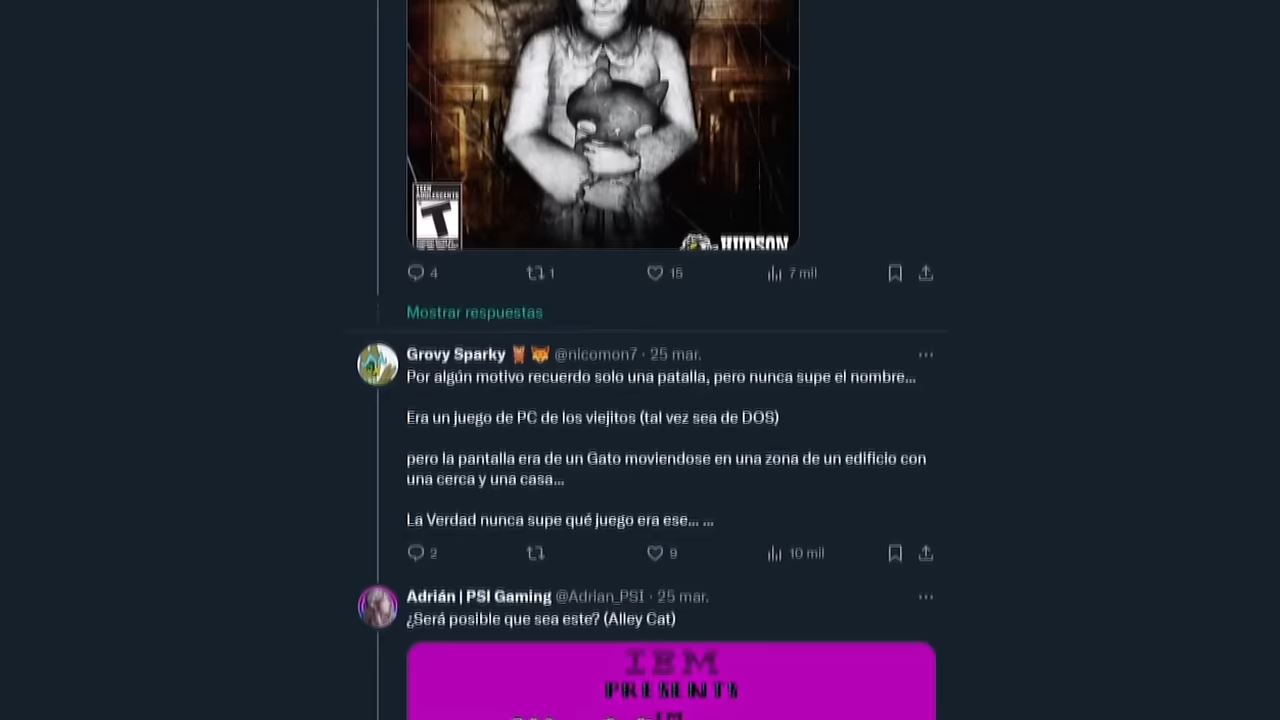 TEEN
T
HUDSON
4 1 15 7 mil
Mostrar respuestas
Grovy Sparky @nicomon7 · 25 mar.
Por algún motivo recuerdo solo una patalla, pero nunca supe el nombre...
Era un juego de PC de los viejitos (tal vez sea de DOS)
pero la pantalla era de un Gato moviendose en una zona de un edificio con
una cerca y una casa...
La Verdad nunca supe qué juego era ese... ...
2 9 10 mil
Adrián | PSI Gaming @Adrian_PSI · 25 mar.
¿Será posible que sea este? (Alley Cat)
IBM
PRESENTS